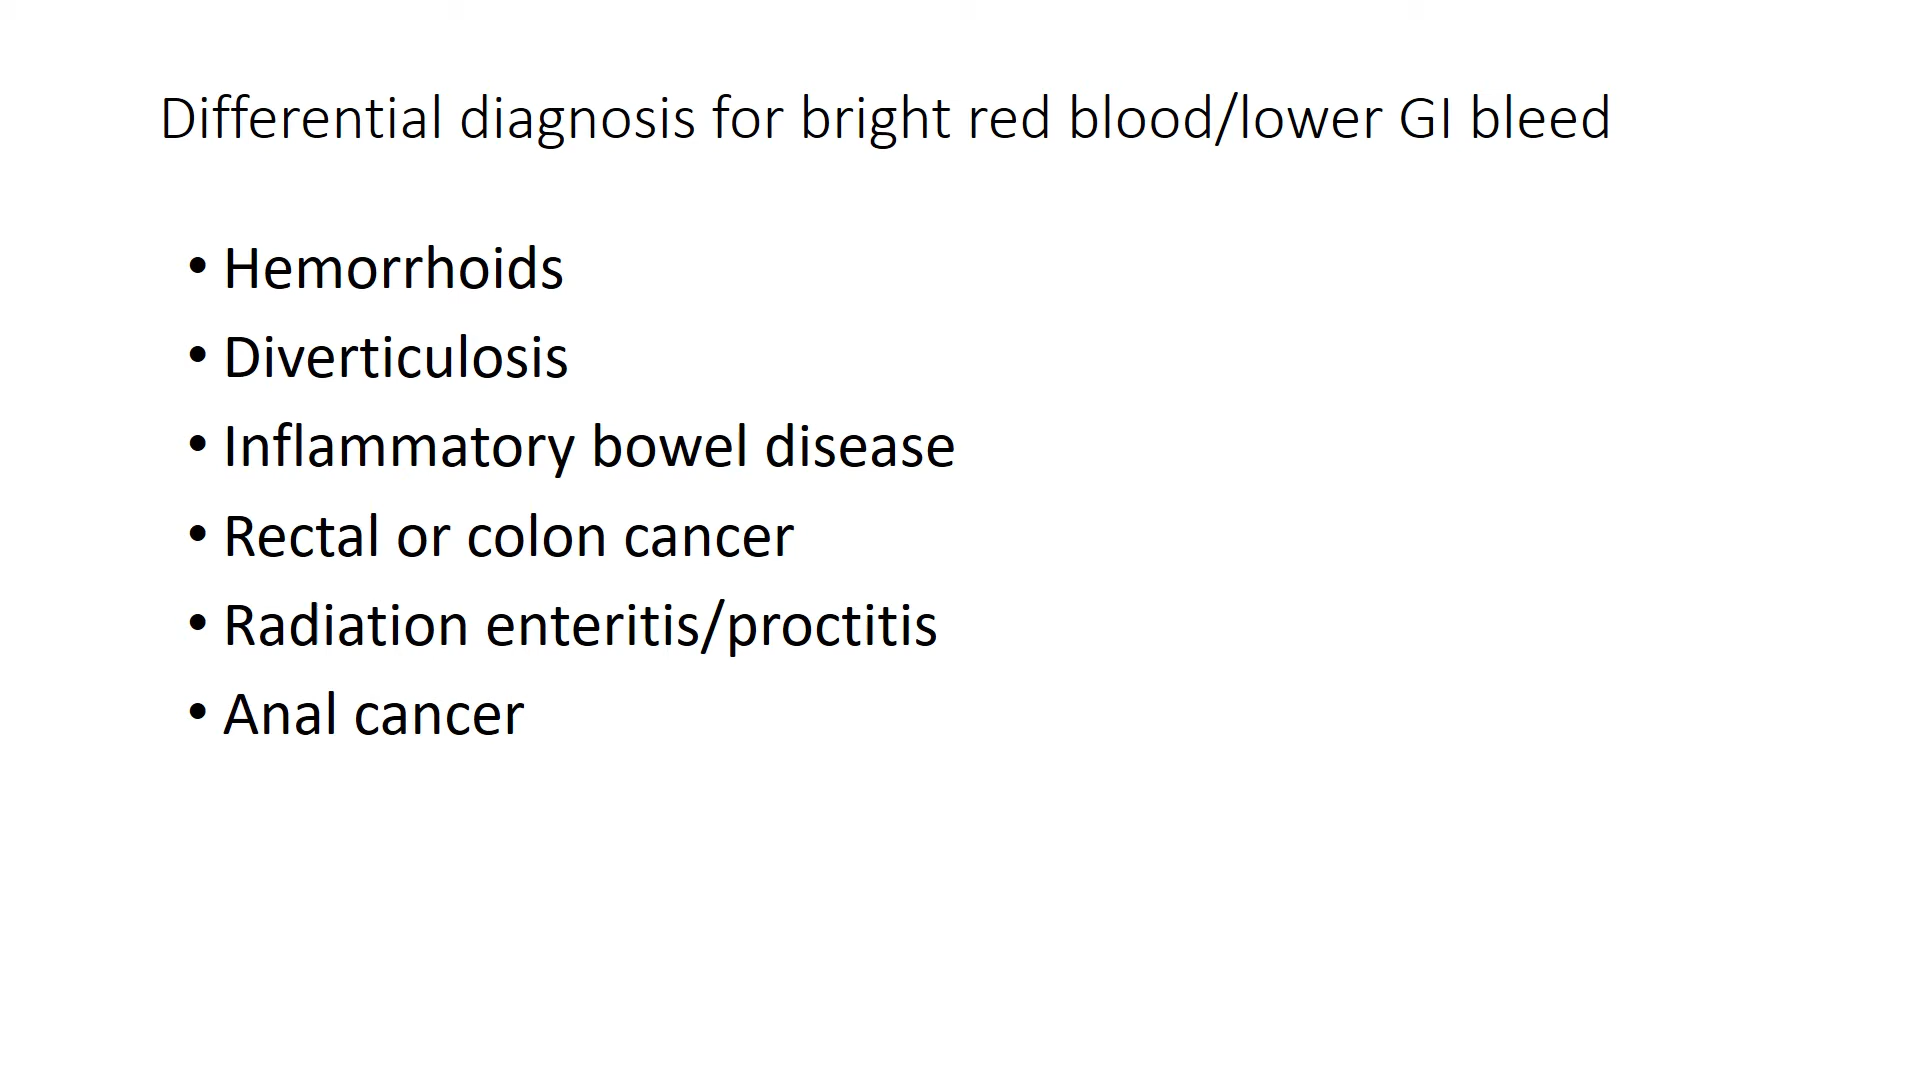 Differential diagnosis for bright red blood/lower GI bleed
• Hemorrhoids
• Diverticulosis
• Inflammatory bowel disease
• Rectal or colon cancer
• Radiation enteritis/proctitis
• Anal cancer